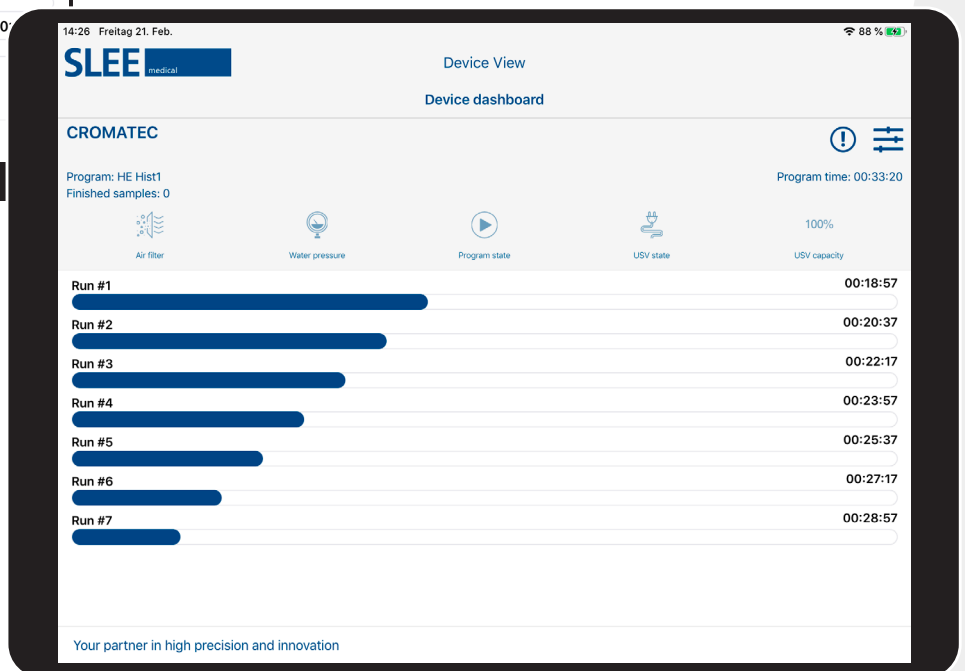 14:26 Freitag 21. Feb.
88 %
SLEE medical
Device View
Device dashboard
CROMATEC
Program: HE Hist1
Program time: 00:33:20
Finished samples: 0
100%
Air filter
Water pressure
Program state
USV state
USV capacity
Run #1
00:18:57
Run #2
00:20:37
Run #3
00:22:17
Run #4
00:23:57
Run #5
00:25:37
Run #6
00:27:17
Run #7
00:28:57
Your partner in high precision and innovation